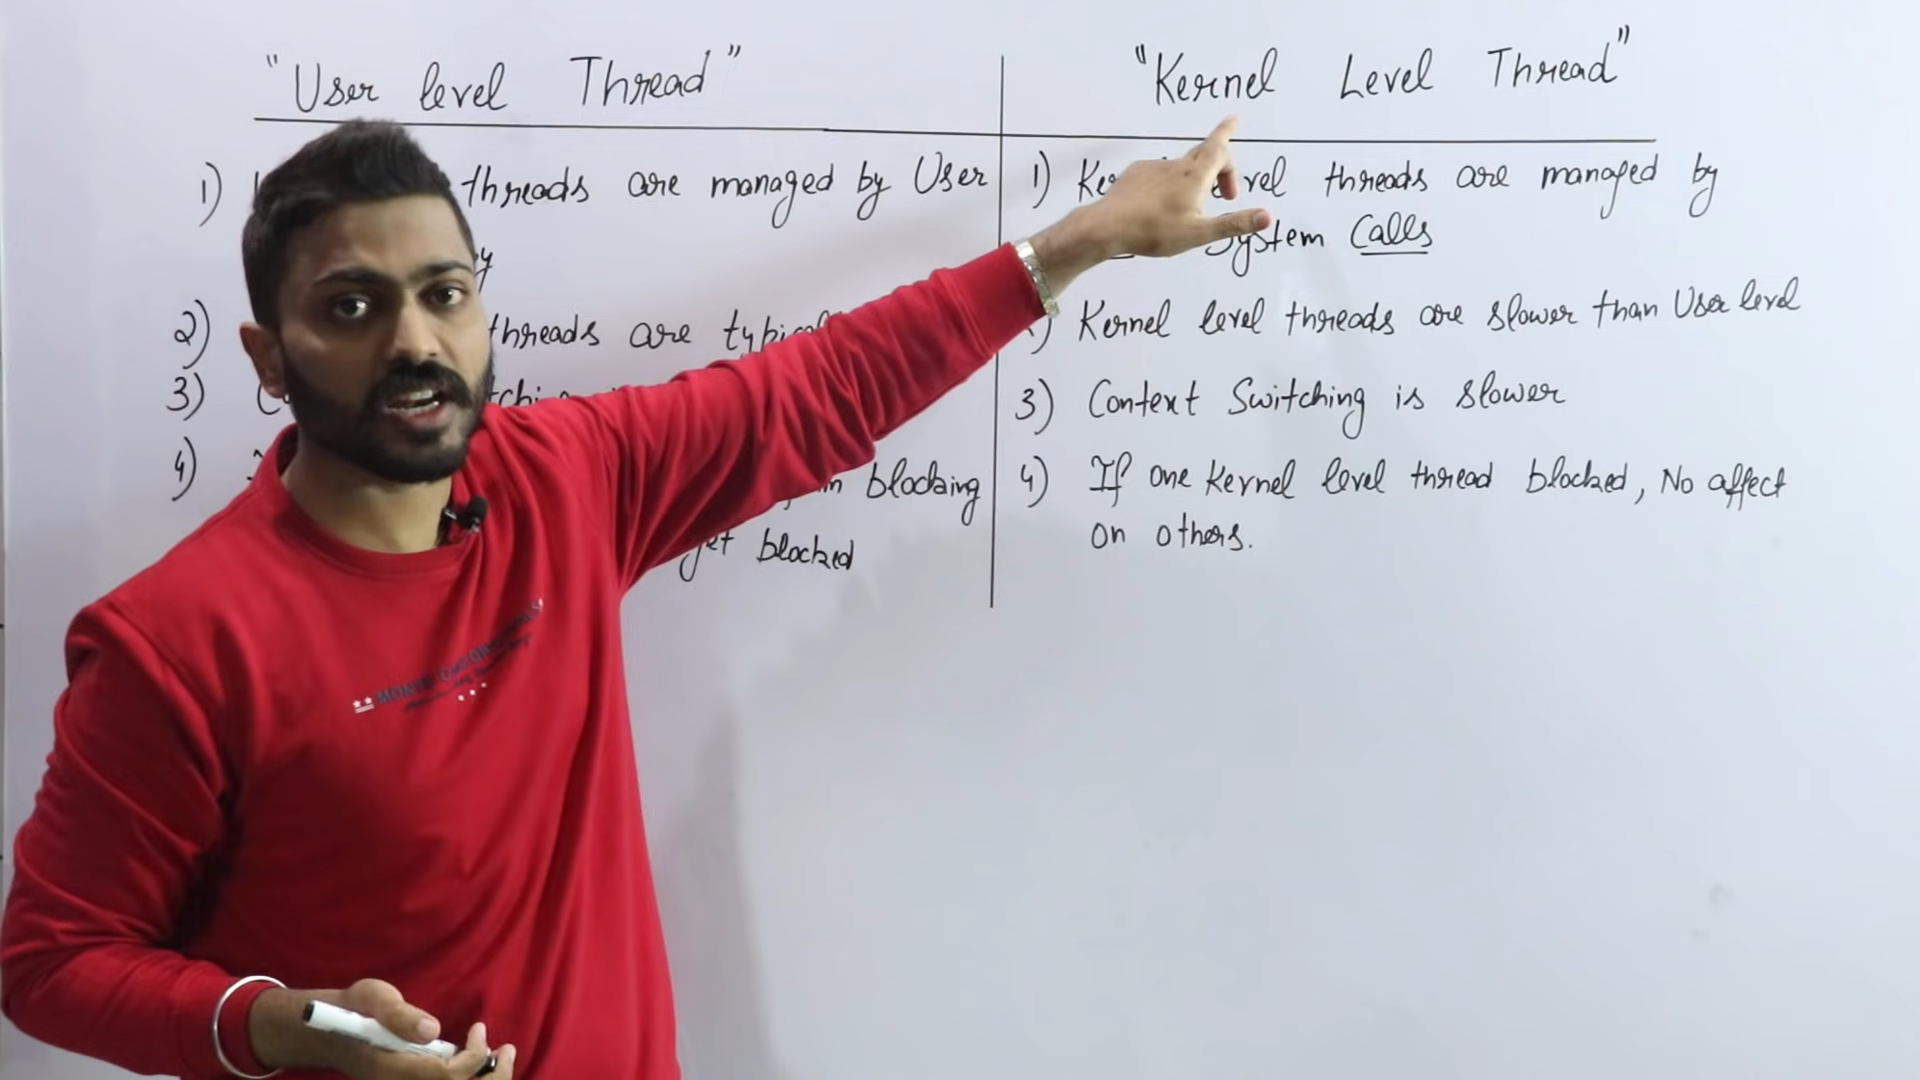 "User level Thread"
1) threads are managed by User
2) threads are
3)
4) blocking
get blocked
"Kernel Level Thread"
1) threads are managed by
System Calls
Kernel level threads are slower than User level
3) Context Switching is slower
4) If one Kernel level thread blocked, No affect
on others.